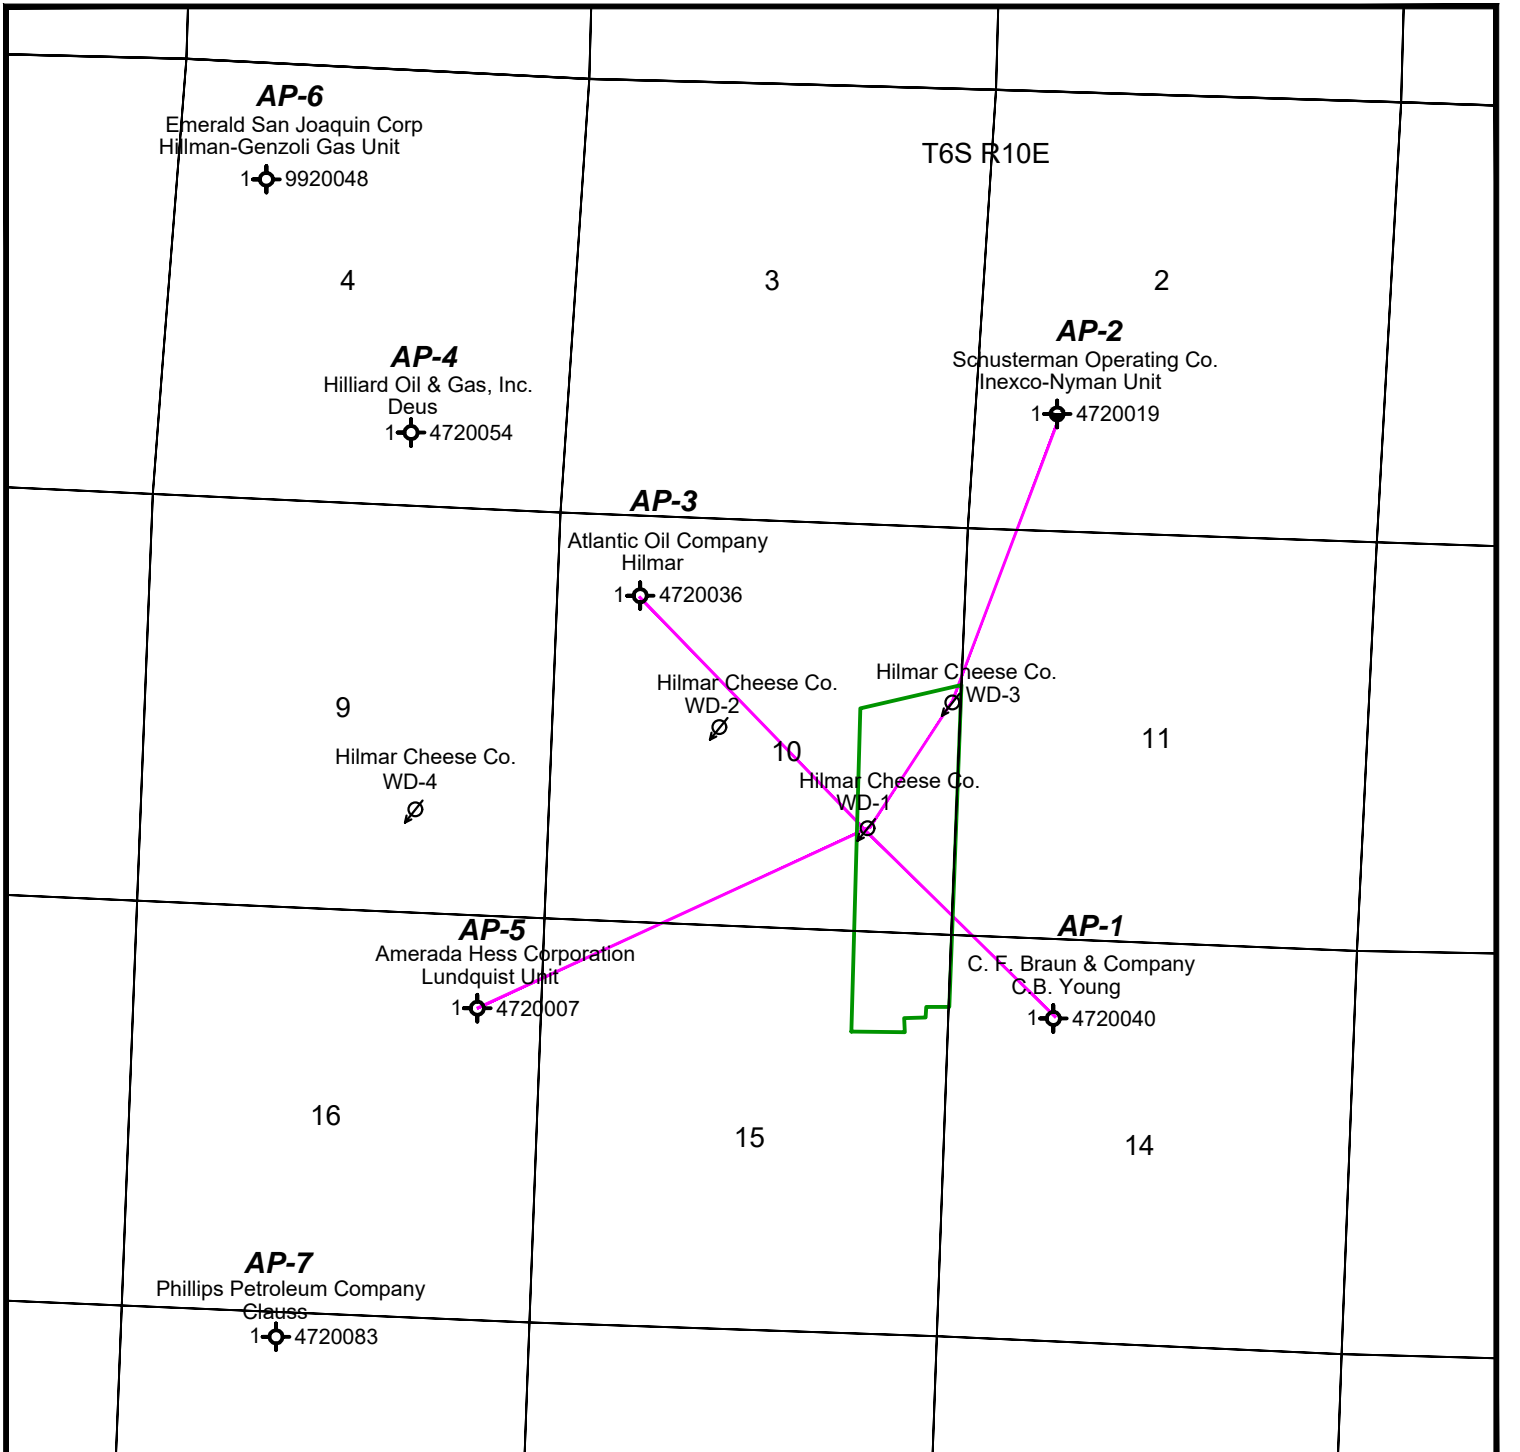 AP-6
Emerald San Joaquin Corp
Hillman-Genzoli Gas Unit
1 9920048
T6S R10E
4
3
2
AP-2
Schusterman Operating Co.
Inexco-Nyman Unit
1 4720019
AP-4
Hilliard Oil & Gas, Inc.
Deus
1 4720054
AP-3
Atlantic Oil Company
Hilmar
1 4720036
Hilmar Cheese Co.
WD-3
Hilmar Cheese Co.
WD-2
9
10
11
Hilmar Cheese Co.
WD-4
Hilmar Cheese Co.
WD-1
AP-5
Amerada Hess Corporation
Lundquist Unit
1 4720007
AP-1
C. F. Braun & Company
C.B. Young
1 4720040
16
15
14
AP-7
Phillips Petroleum Company
Clauss
1 4720083